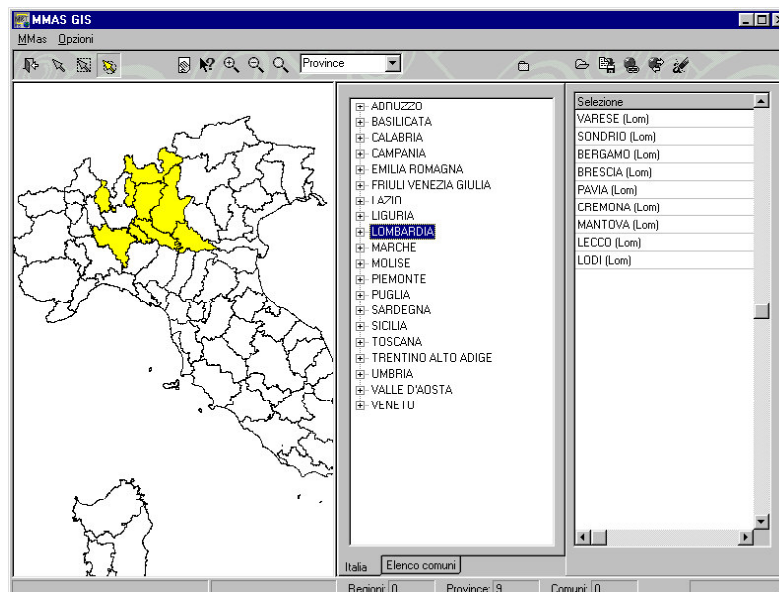 MMAS GIS
MMas Opzioni
Province
ABRUZZO
BASILICATA
CALABRIA
CAMPANIA
EMILIA ROMAGNA
FRIULI VENEZIA GIULIA
LAZIO
LIGURIA
LOMBARDIA
MARCHE
MOLISE
PIEMONTE
PUGLIA
SARDEGNA
SICILIA
TOSCANA
TRENTINO ALTO ADIGE
UMBRIA
VALLE D'AOSTA
VENETO
Selezione
VARESE (Lom)
SONDRIO (Lom)
BERGAMO (Lom)
BRESCIA (Lom)
PAVIA (Lom)
CREMONA (Lom)
MANTOVA (Lom)
LECCO (Lom)
LODI (Lom)
Italia Elenco comuni
Regioni: 0 Province: 9 Comuni: 0